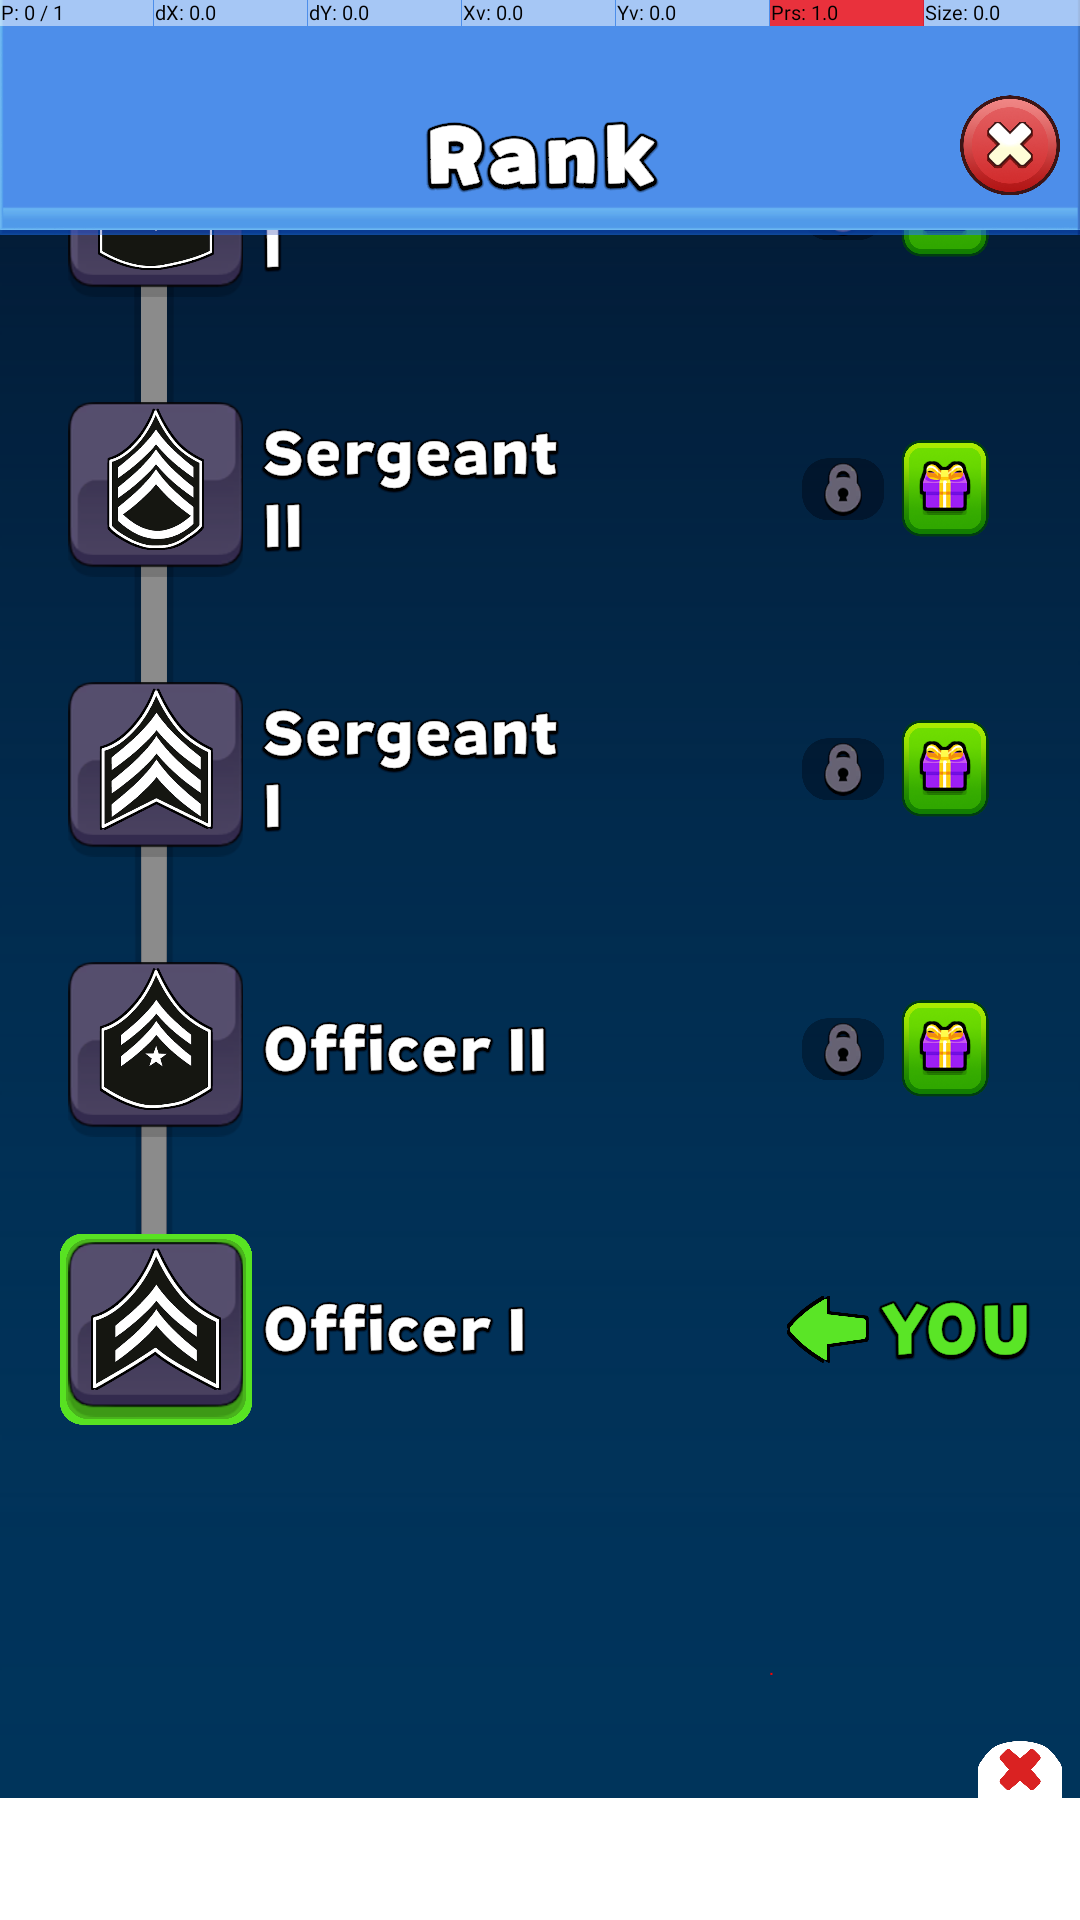 P: 0 / 1 dX: 0.0 dY: 0.0 Xv: 0.0 Yv: 0.0 Prs: 1.0 Size: 0.0
Rank
I
Sergeant
II
Sergeant
I
Officer II
Officer I YOU